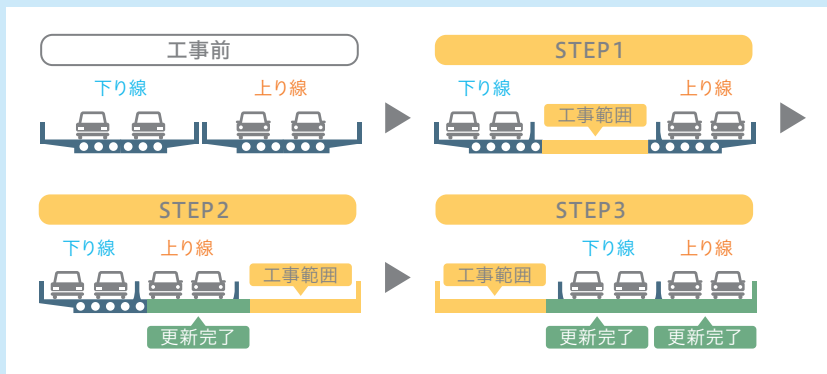 工事前
下り線
上り線
STEP1
下り線
上り線
工事範囲
STEP2
下り線
上り線
工事範囲
更新完了
STEP3
工事範囲
下り線
上り線
更新完了
更新完了